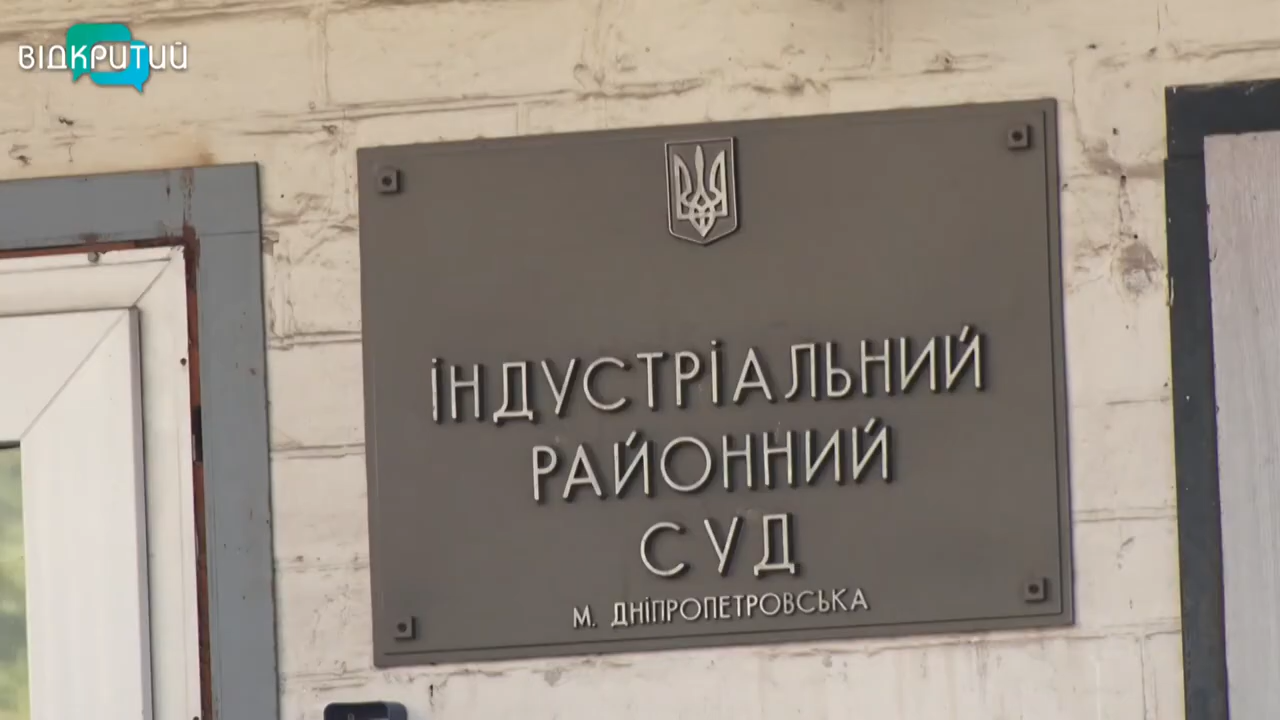 ВІДКРИТИЙ
ІНДУСТРІАЛЬНИЙ
РАЙОННИЙ
СУД
М. ДНІПРОПЕТРОВСЬКА